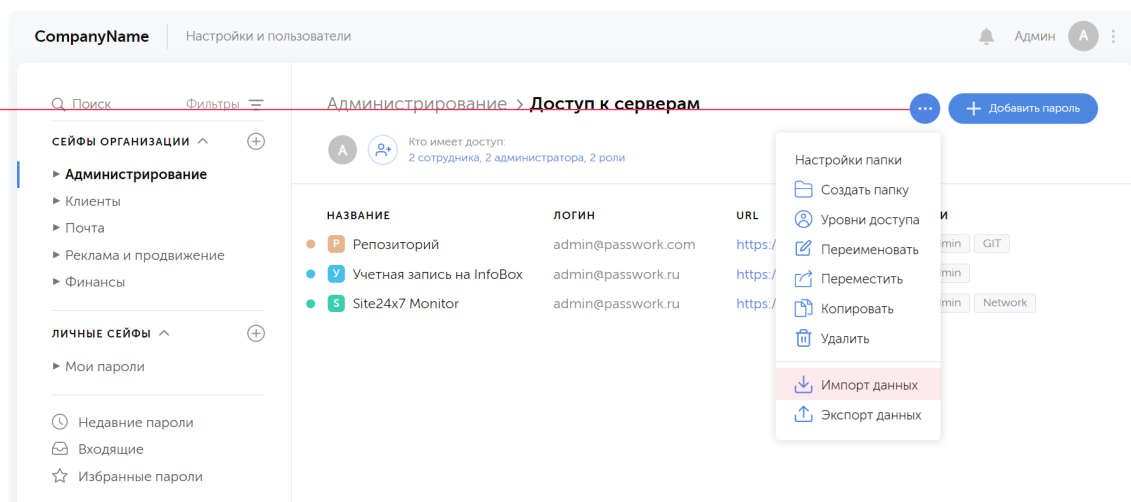 CompanyName
Настройки и пользователи
Админ
A
Поиск
Фильтры
Администрирование > Доступ к серверам
Добавить пароль
СЕЙФЫ ОРГАНИЗАЦИИ
A
Кто имеет доступ:
2 сотрудника, 2 администратора, 2 роли
Администрирование
Клиенты
Почта
Реклама и продвижение
Финансы
ЛИЧНЫЕ СЕЙФЫ
Мои пароли
Недавние пароли
Входящие
Избранные пароли
НАЗВАНИЕ ЛОГИН URL
P Репозиторий admin@passwork.com https:/ GIT
У Учетная запись на InfoBox admin@passwork.ru https:/
S Site24x7 Monitor admin@passwork.ru https:/ Network
Настройки папки
Создать папку
Уровни доступа
Переименовать
Переместить
Копировать
Удалить
Импорт данных
Экспорт данных